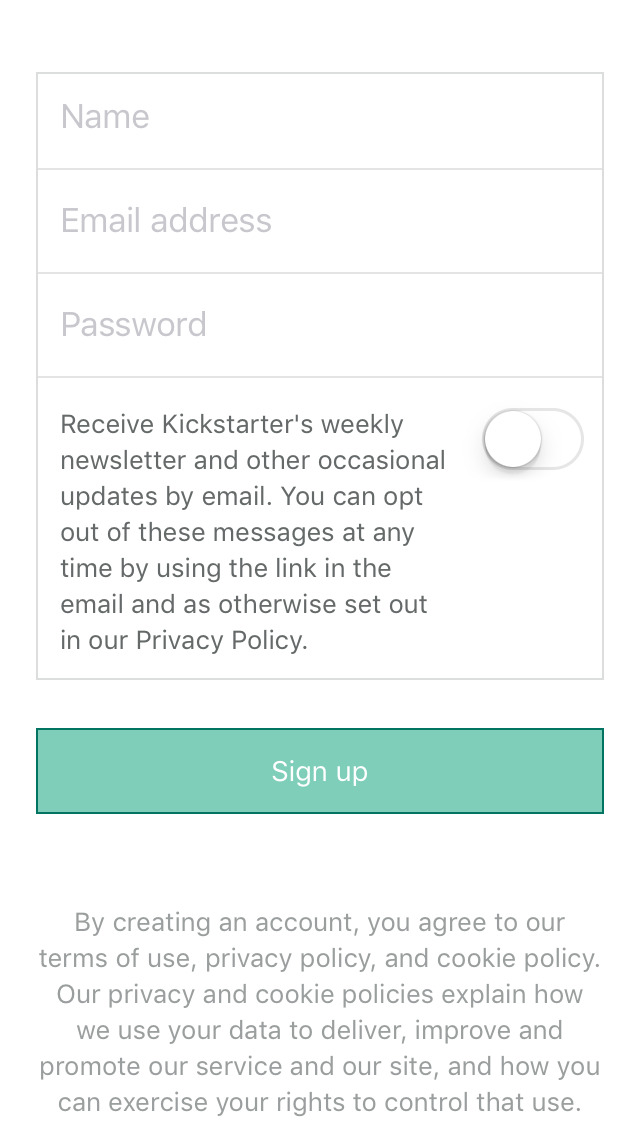 Name
Email address
Password
Receive Kickstarter's weekly
newsletter and other occasional
updates by email. You can opt
out of these messages at any
time by using the link in the
email and as otherwise set out
in our Privacy Policy.
Sign up
By creating an account, you agree to our
terms of use, privacy policy, and cookie policy.
Our privacy and cookie policies explain how
we use your data to deliver, improve and
promote our service and our site, and how you
can exercise your rights to control that use.